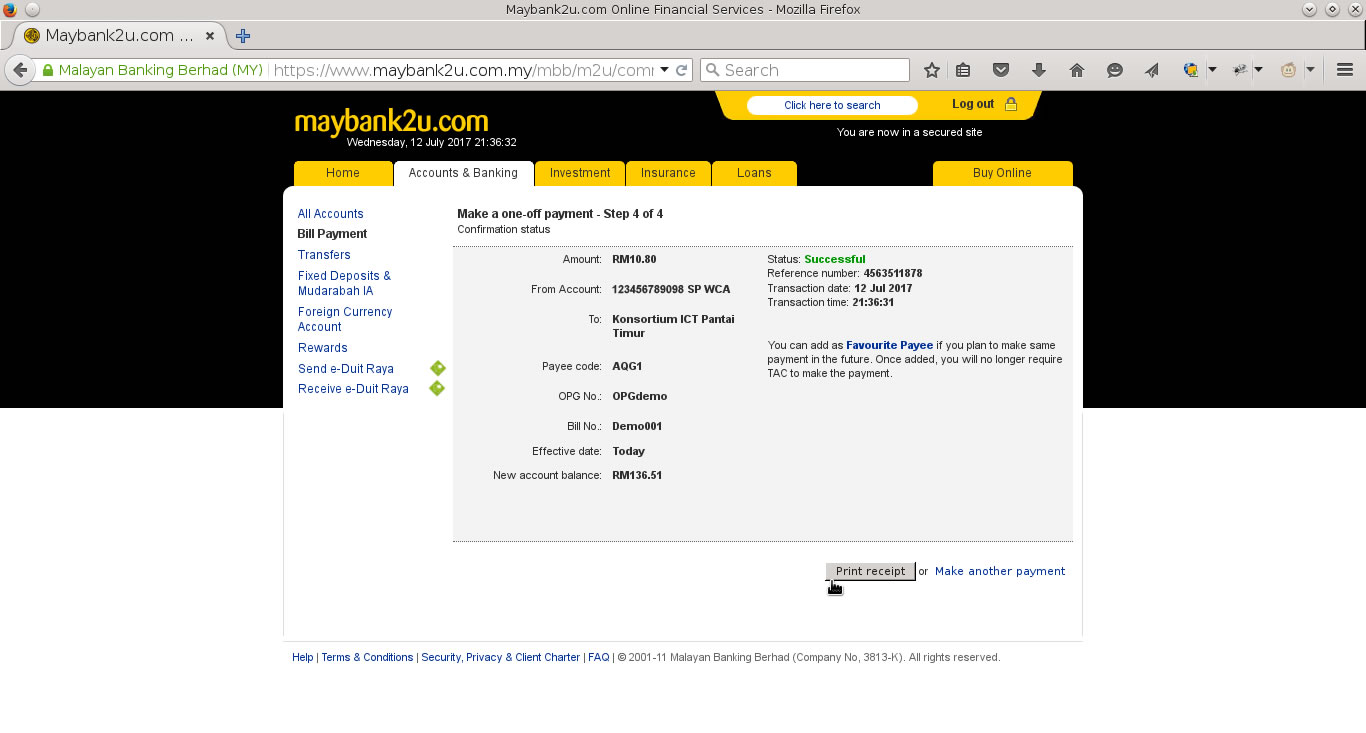 Maybank2u.com Online Financial Services - Mozilla Firefox
Maybank2u.com ...
Malayan Banking Berhad (MY) https://www.maybank2u.com.my/mbb/m2u/comr Search
Click here to search Log out
maybank2u.com
Wednesday, 12 July 2017 21:36:32
You are now in a secured site
Home Accounts & Banking Investment Insurance Loans Buy Online
All Accounts
Bill Payment
Transfers
Fixed Deposits &
Mudarabah IA
Foreign Currency
Account
Rewards
Send e-Duit Raya
Receive e-Duit Raya
Make a one-off payment - Step 4 of 4
Confirmation status
Amount: RM10.80
From Account: 123456789098 SP WCA
To: Konsortium ICT Pantai
Timur
Payee code: AQG1
OPG No.: OPGdemo
Bill No.: Demo001
Effective date: Today
New account balance: RM136.51
Status: Successful
Reference number: 4563511878
Transaction date: 12 Jul 2017
Transaction time: 21:36:31
You can add as Favourite Payee if you plan to make same
payment in the future. Once added, you will no longer require
TAC to make the payment.
Print receipt or Make another payment
Help | Terms & Conditions | Security, Privacy & Client Charter | FAQ | © 2001-11 Malayan Banking Berhad (Company No, 3813-K). All rights reserved.